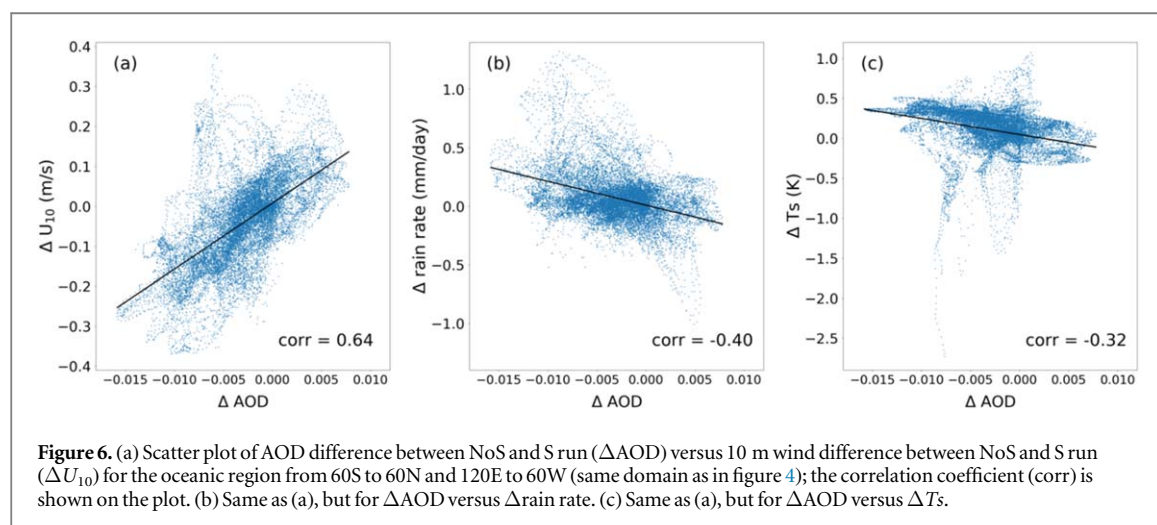 (a)
0.4
0.3
0.2
0.1
0.0
−0.1
−0.2
−0.3
−0.4
Δ U₁₀ (m/s)
corr = 0.64
−0.015 −0.010 −0.005 0.000 0.005 0.010
Δ AOD
(b)
1.0
0.5
0.0
−0.5
−1.0
Δ rain rate (mm/day)
corr = -0.40
−0.015 −0.010 −0.005 0.000 0.005 0.010
Δ AOD
(c)
1.0
0.5
0.0
−0.5
−1.0
−1.5
−2.0
−2.5
Δ Ts (K)
corr = -0.32
−0.015 −0.010 −0.005 0.000 0.005 0.010
Δ AOD
Figure 6. (a) Scatter plot of AOD difference between NoS and S run (ΔAOD) versus 10 m wind difference between NoS and S run
(ΔU₁₀) for the oceanic region from 60S to 60N and 120E to 60W (same domain as in figure 4); the correlation coefficient (corr) is
shown on the plot. (b) Same as (a), but for ΔAOD versus Δrain rate. (c) Same as (a), but for ΔAOD versus ΔTs.